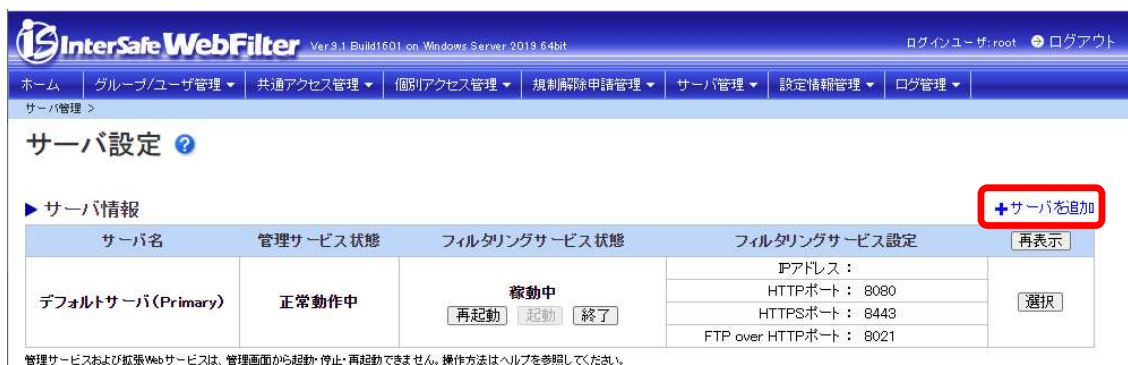 InterSafe WebFilter Ver.9.1 Build1601 on Windows Server 2019 64bit ログインユーザ:root ログアウト
ホーム グループ/ユーザ管理 共通アクセス管理 個別アクセス管理 規制解除申請管理 サーバ管理 設定情報管理 ログ管理
サーバ管理 >
サーバ設定 ?
サーバ情報 +サーバを追加
サーバ名 管理サービス状態 フィルタリングサービス状態 フィルタリングサービス設定 再表示
デフォルトサーバ(Primary) 正常動作中 稼動中
再起動 起動 終了
IPアドレス:
HTTPポート: 8080
HTTPSポート: 8443
FTP over HTTPポート: 8021
選択
管理サービスおよび拡張Webサービスは、管理画面から起動・停止・再起動できません。操作方法はヘルプを参照してください。